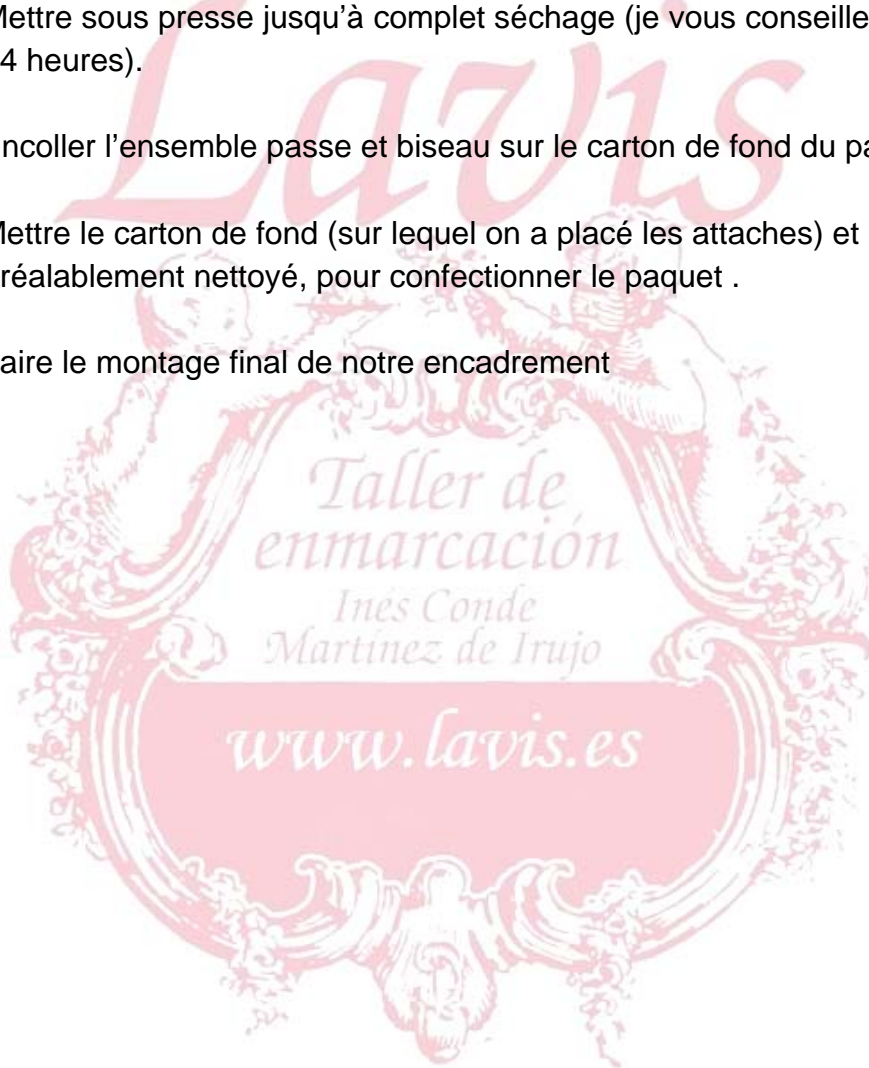 Mettre sous presse jusqu’à complet séchage (je vous conseille
4 heures).
ncoller l’ensemble passe et biseau sur le carton de fond du pa
Mettre le carton de fond (sur lequel on a placé les attaches) et
réalablement nettoyé, pour confectionner le paquet .
aire le montage final de notre encadrement
Lavis
Taller de
enmarcación
Inés Conde
Martínez de Irujo
www.lavis.es